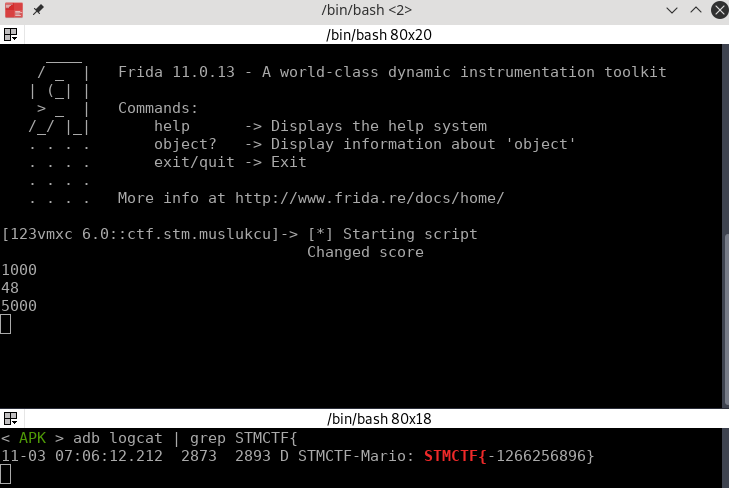 /bin/bash <2>
/bin/bash 80x20
    ____
   / _  |   Frida 11.0.13 - A world-class dynamic instrumentation toolkit
  | (_| |
   > _  |   Commands:
  /_/ |_|       help      -> Displays the help system
  . . . .       object?   -> Display information about 'object'
  . . . .       exit/quit -> Exit
  . . . .
  . . . .   More info at http://www.frida.re/docs/home/
[123vmxc 6.0::ctf.stm.muslukcu]-> [*] Starting script
                                  Changed score
1000
48
5000
/bin/bash 80x18
< APK > adb logcat | grep STMCTF{
11-03 07:06:12.212  2873  2893 D STMCTF-Mario: STMCTF{-1266256896}